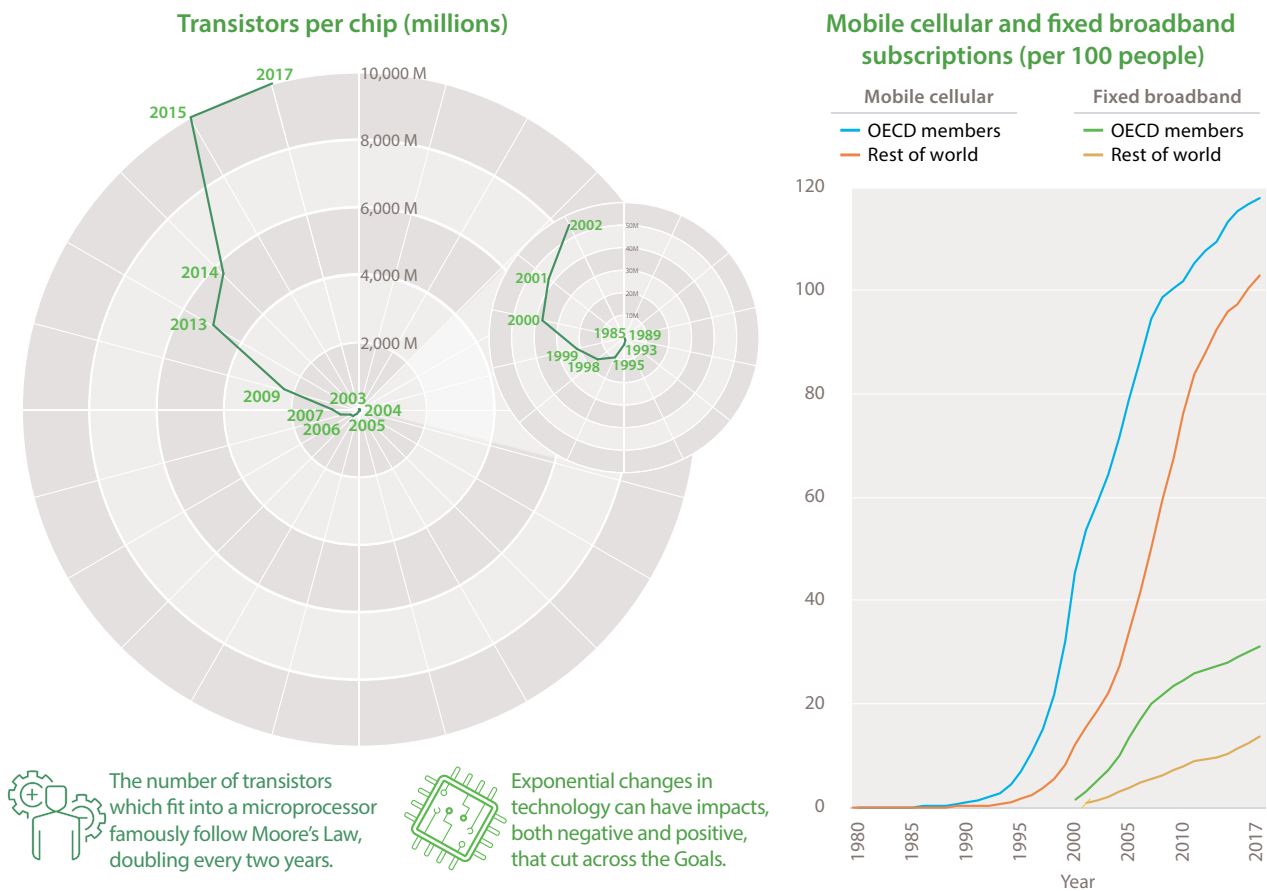 Transistors per chip (millions)
2017
10,000 M
2015
8,000 M
6,000 M
2014
4,000 M
2013
2,000 M
2009
2003
2004
2007
2006
2005
2002
50M
40M
2001
30M
20M
2000
10M
1985
1989
1993
1999
1998
1995
The number of transistors
which fit into a microprocessor
famously follow Moore's Law,
doubling every two years.
Exponential changes in
technology can have impacts,
both negative and positive,
that cut across the Goals.
Mobile cellular and fixed broadband
subscriptions (per 100 people)
Mobile cellular
OECD members
Rest of world
Fixed broadband
OECD members
Rest of world
120
100
80
60
40
20
0
1980
1985
1990
1995
2000
2005
2010
2017
Year